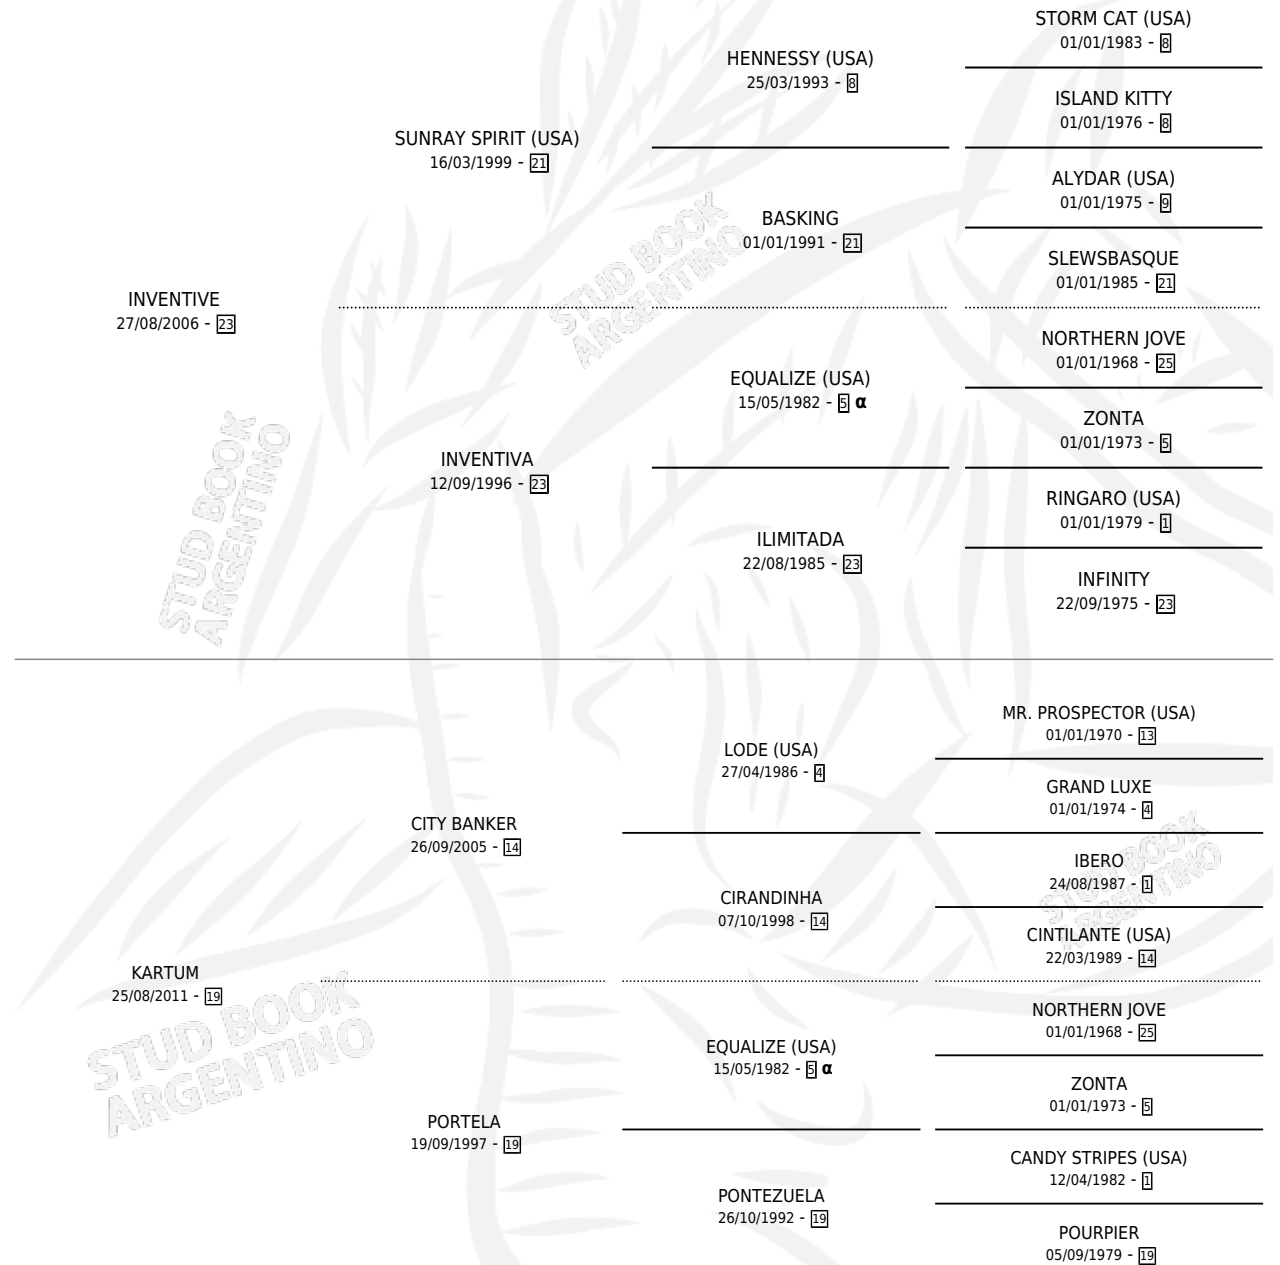 STORM CAT (USA)
01/01/1983 - 8
HENNESSY (USA)
25/03/1993 - 8
ISLAND KITTY
01/01/1976 - 8
SUNRAY SPIRIT (USA)
16/03/1999 - 21
ALYDAR (USA)
01/01/1975 - 9
BASKING
01/01/1991 - 21
SLEWSBASQUE
01/01/1985 - 21
INVENTIVE
27/08/2006 - 23
NORTHERN JOVE
01/01/1968 - 25
EQUALIZE (USA)
15/05/1982 - 5 α
ZONTA
01/01/1973 - 5
INVENTIVA
12/09/1996 - 23
RINGARO (USA)
01/01/1979 - 1
ILIMITADA
22/08/1985 - 23
INFINITY
22/09/1975 - 23
MR. PROSPECTOR (USA)
01/01/1970 - 13
LODE (USA)
27/04/1986 - 4
GRAND LUXE
01/01/1974 - 4
CITY BANKER
26/09/2005 - 14
IBERO
24/08/1987 - 1
CIRANDINHA
07/10/1998 - 14
CINTILANTE (USA)
22/03/1989 - 14
KARTUM
25/08/2011 - 19
NORTHERN JOVE
01/01/1968 - 25
EQUALIZE (USA)
15/05/1982 - 5 α
ZONTA
01/01/1973 - 5
PORTELA
19/09/1997 - 19
CANDY STRIPES (USA)
12/04/1982 - 1
PONTEZUELA
26/10/1992 - 19
POURPIER
05/09/1979 - 19
STUD BOOK
ARGENTINO
STUD BOOK
ARGENTINO
STUD BOOK
ARGENTINO
STUD BOOK
ARGENTINO